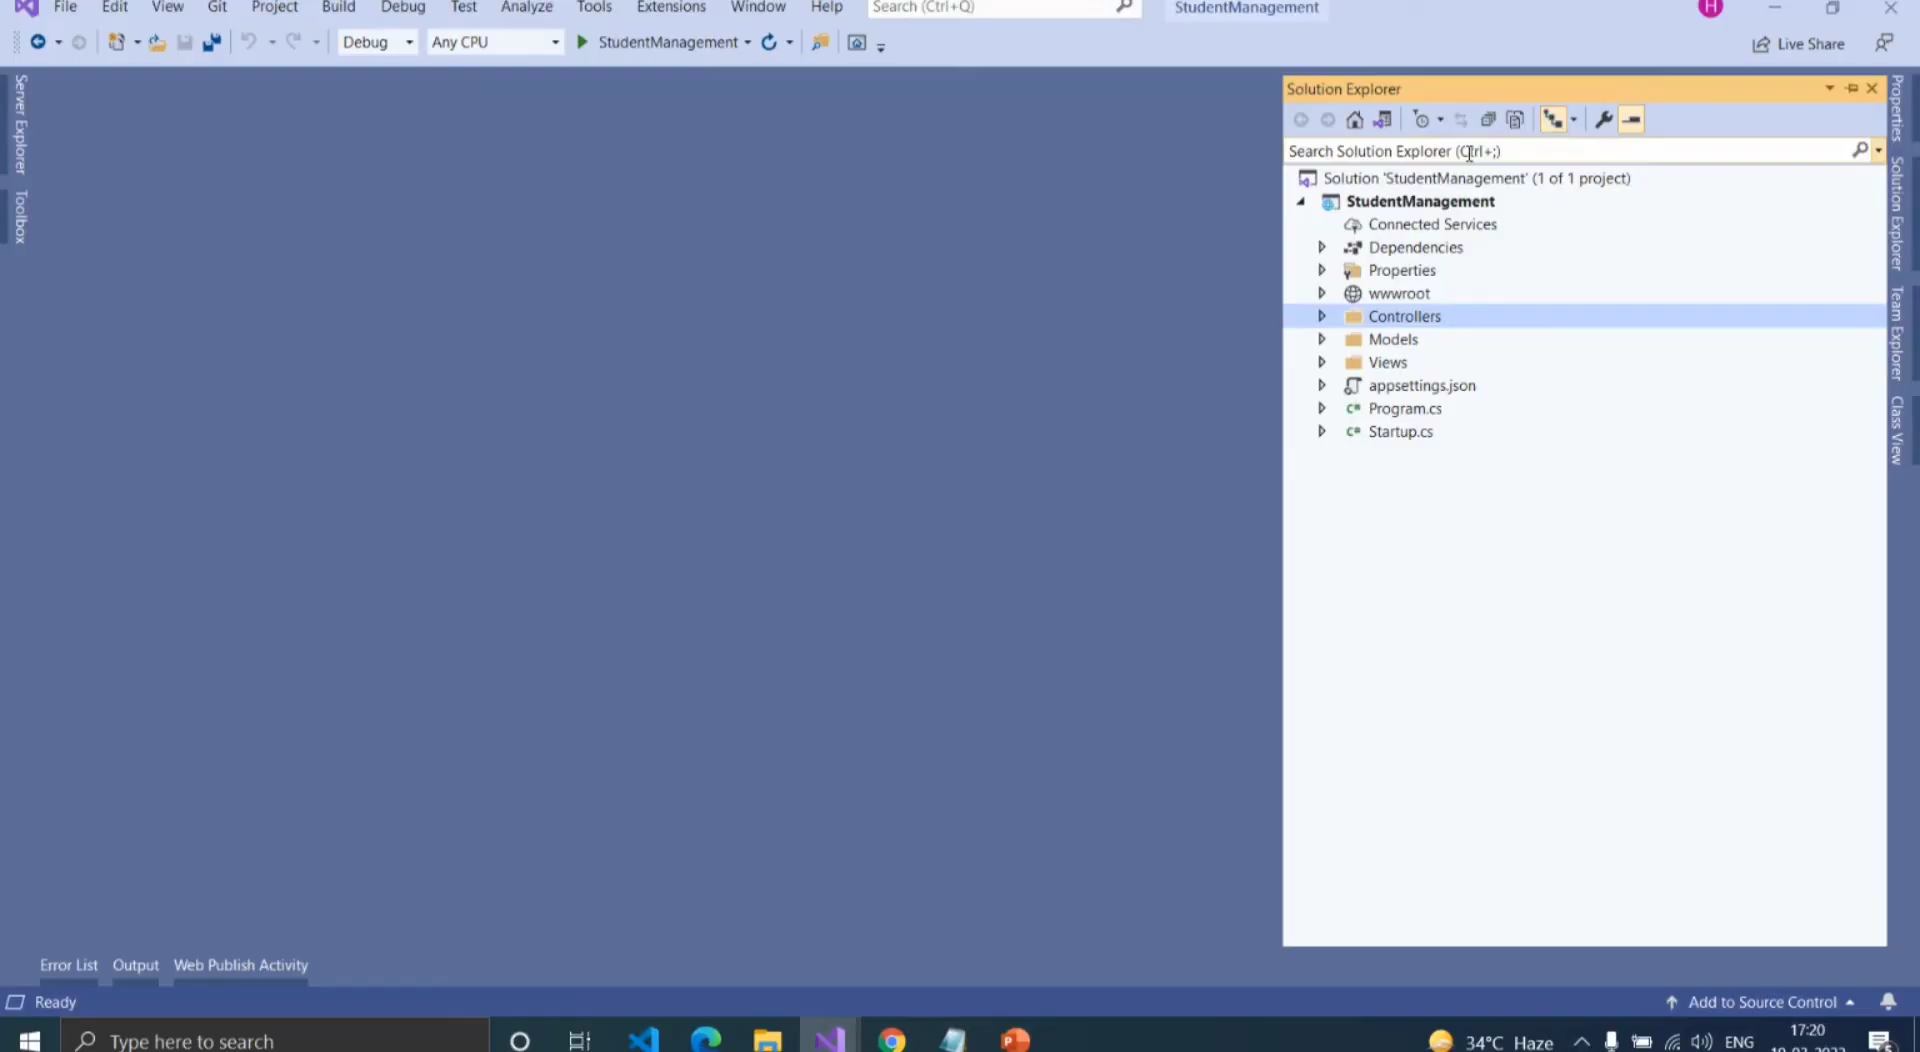 File Edit View Git Project Build Debug Test Analyze Tools Extensions Window Help Search (Ctrl+Q) StudentManagement H
Debug Any CPU StudentManagement Live Share
Server Explorer
Toolbox
Solution Explorer
Search Solution Explorer (Ctrl+;)
Solution 'StudentManagement' (1 of 1 project)
StudentManagement
Connected Services
Dependencies
Properties
wwwroot
Controllers
Models
Views
appsettings.json
C# Program.cs
C# Startup.cs
Properties
Solution Explorer
Team Explorer
Class View
Error List Output Web Publish Activity
Ready Add to Source Control
Type here to search 34°C Haze ENG 17:20